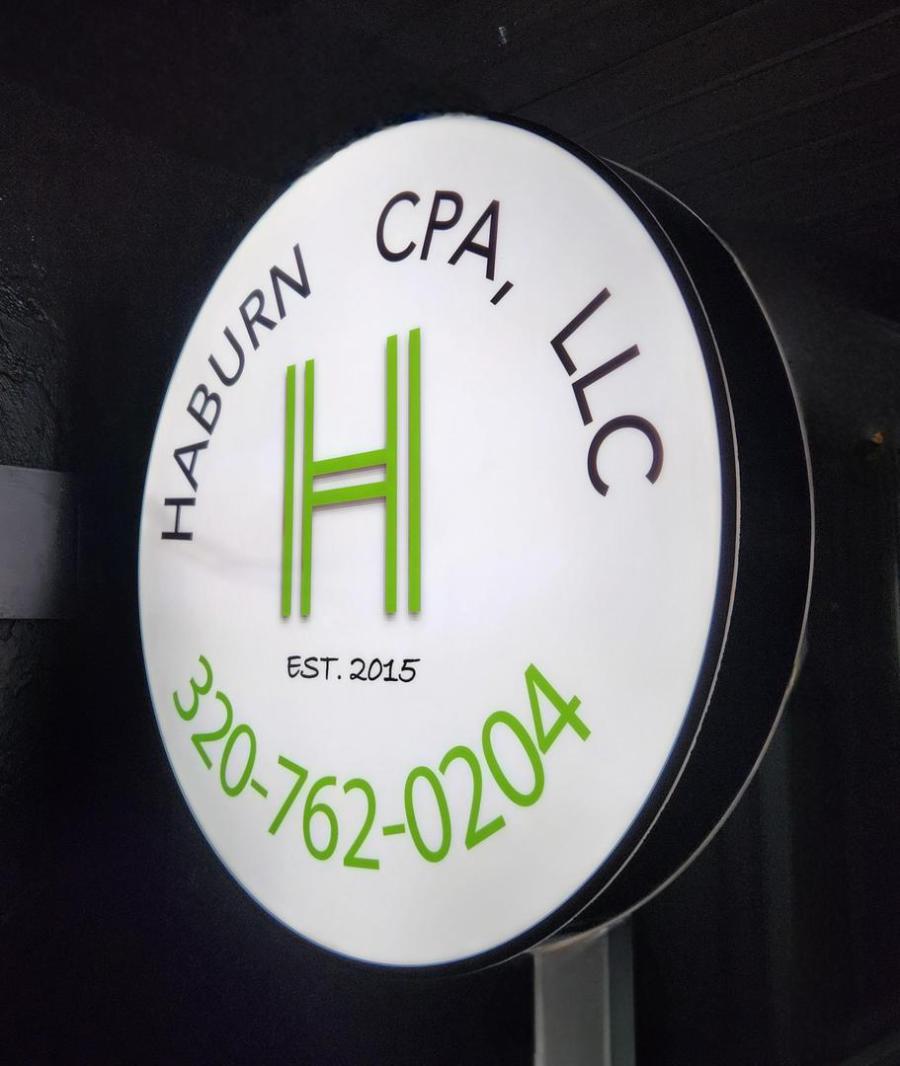 HABURN CPA, LLC
H
EST. 2015
320-762-0204